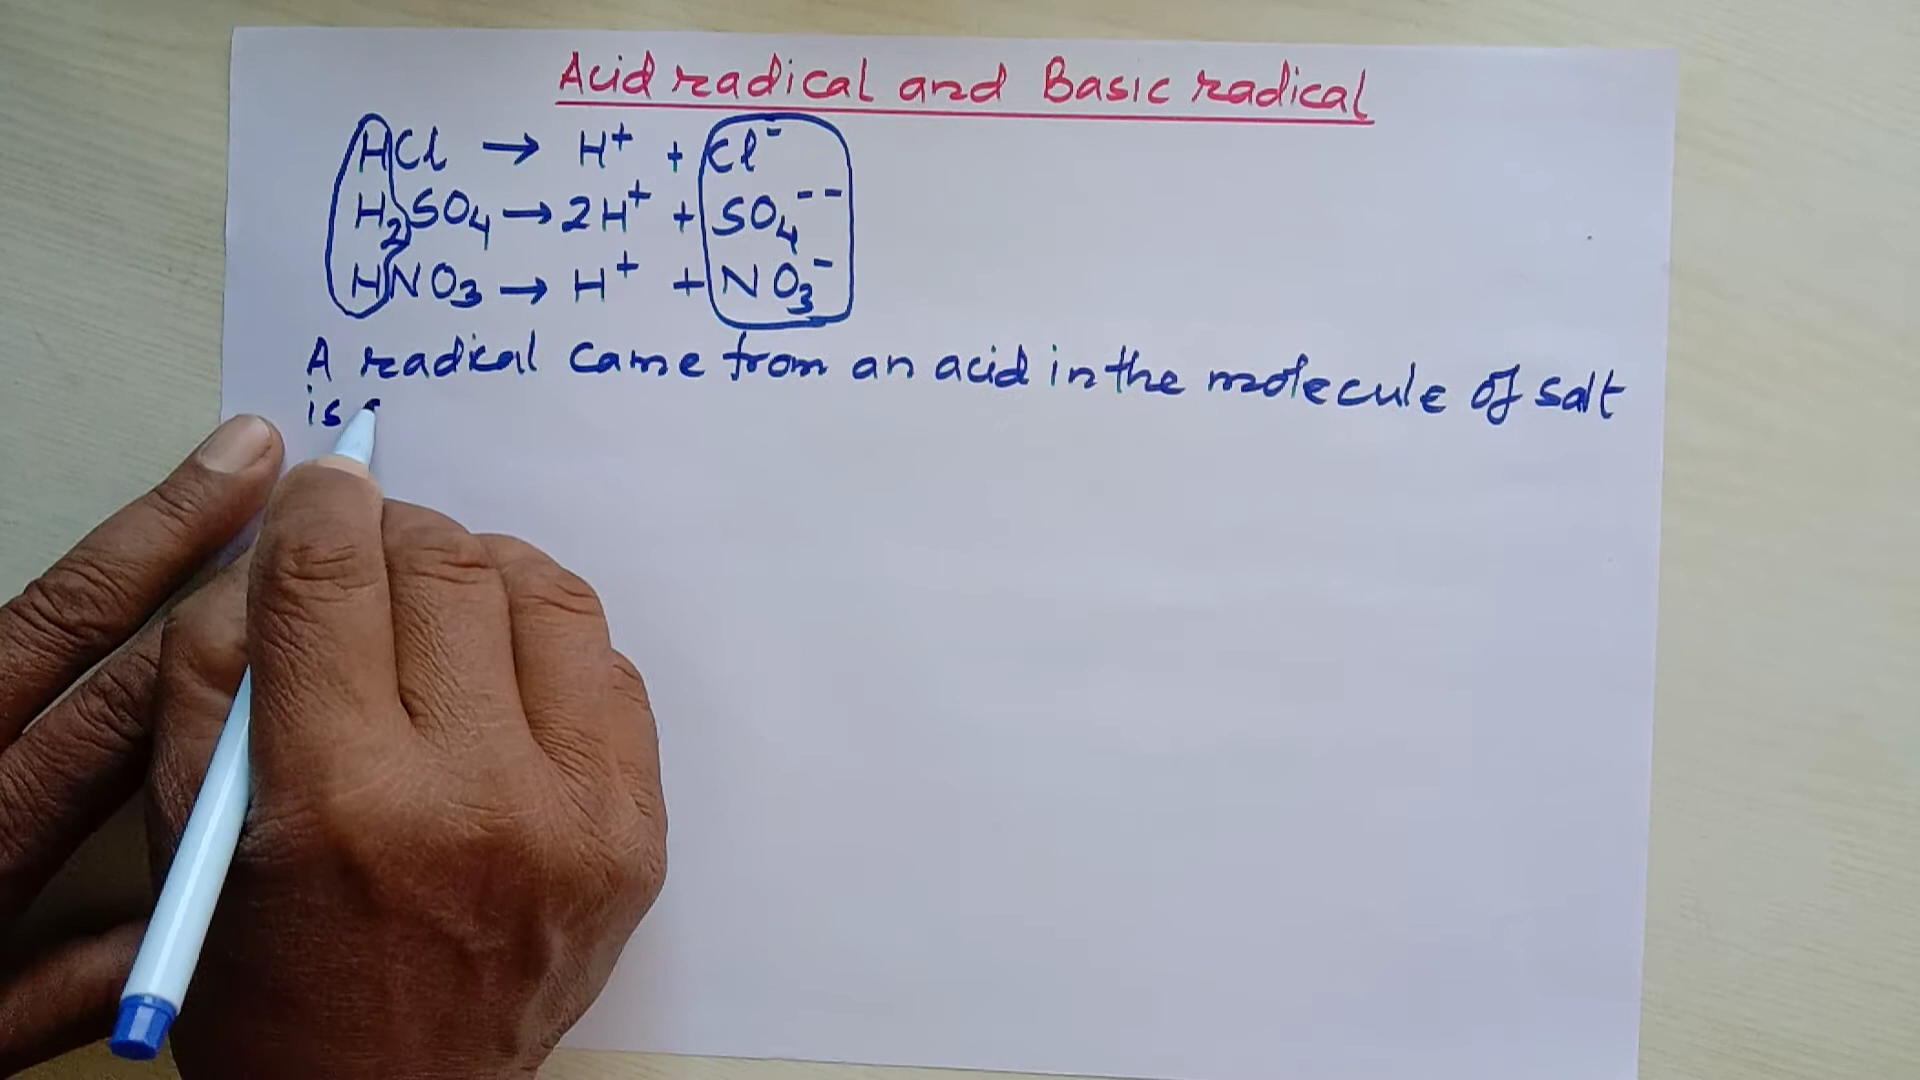 Acid radical and Basic radical
HCl → H⁺ + Cl⁻
H₂SO₄ → 2H⁺ + SO₄⁻⁻
HNO₃ → H⁺ + NO₃⁻
A radical came from an acid in the molecule of salt
is